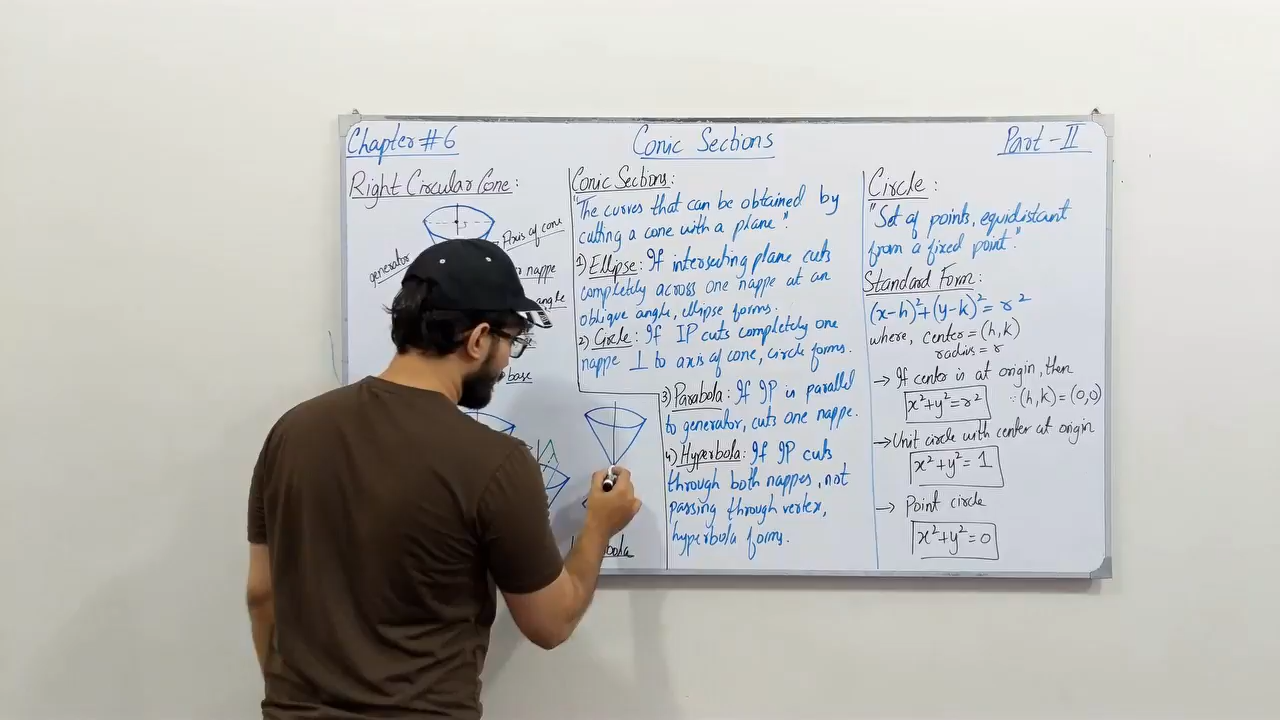 Chapter #6
Conic Sections
Part - II
Right Circular Cone:
Axis of cone
generator
nappe
angle
base
Conic Sections:
"The curves that can be obtained by
cutting a cone with a plane."
1) Ellipse: If intersecting plane cuts
completely across one nappe at an
oblique angle, ellipse forms.
2) Circle: If IP cuts completely one
nappe ⊥ to axis of cone, circle forms.
3) Parabola: If IP is parallel
to generator, cuts one nappe.
4) Hyperbola: If IP cuts
through both nappes, not
passing through vertex,
hyperbola forms.
Circle:
"Set of points, equidistant
from a fixed point."
Standard Form:
(x-h)²+(y-k)² = r²
where, center = (h,k)
radius = r
→ If center is at origin, then
x²+y²=r² ∵ (h,k) = (0,0)
→ Unit circle with center at origin
x²+y²=1
→ Point circle
x²+y²=0